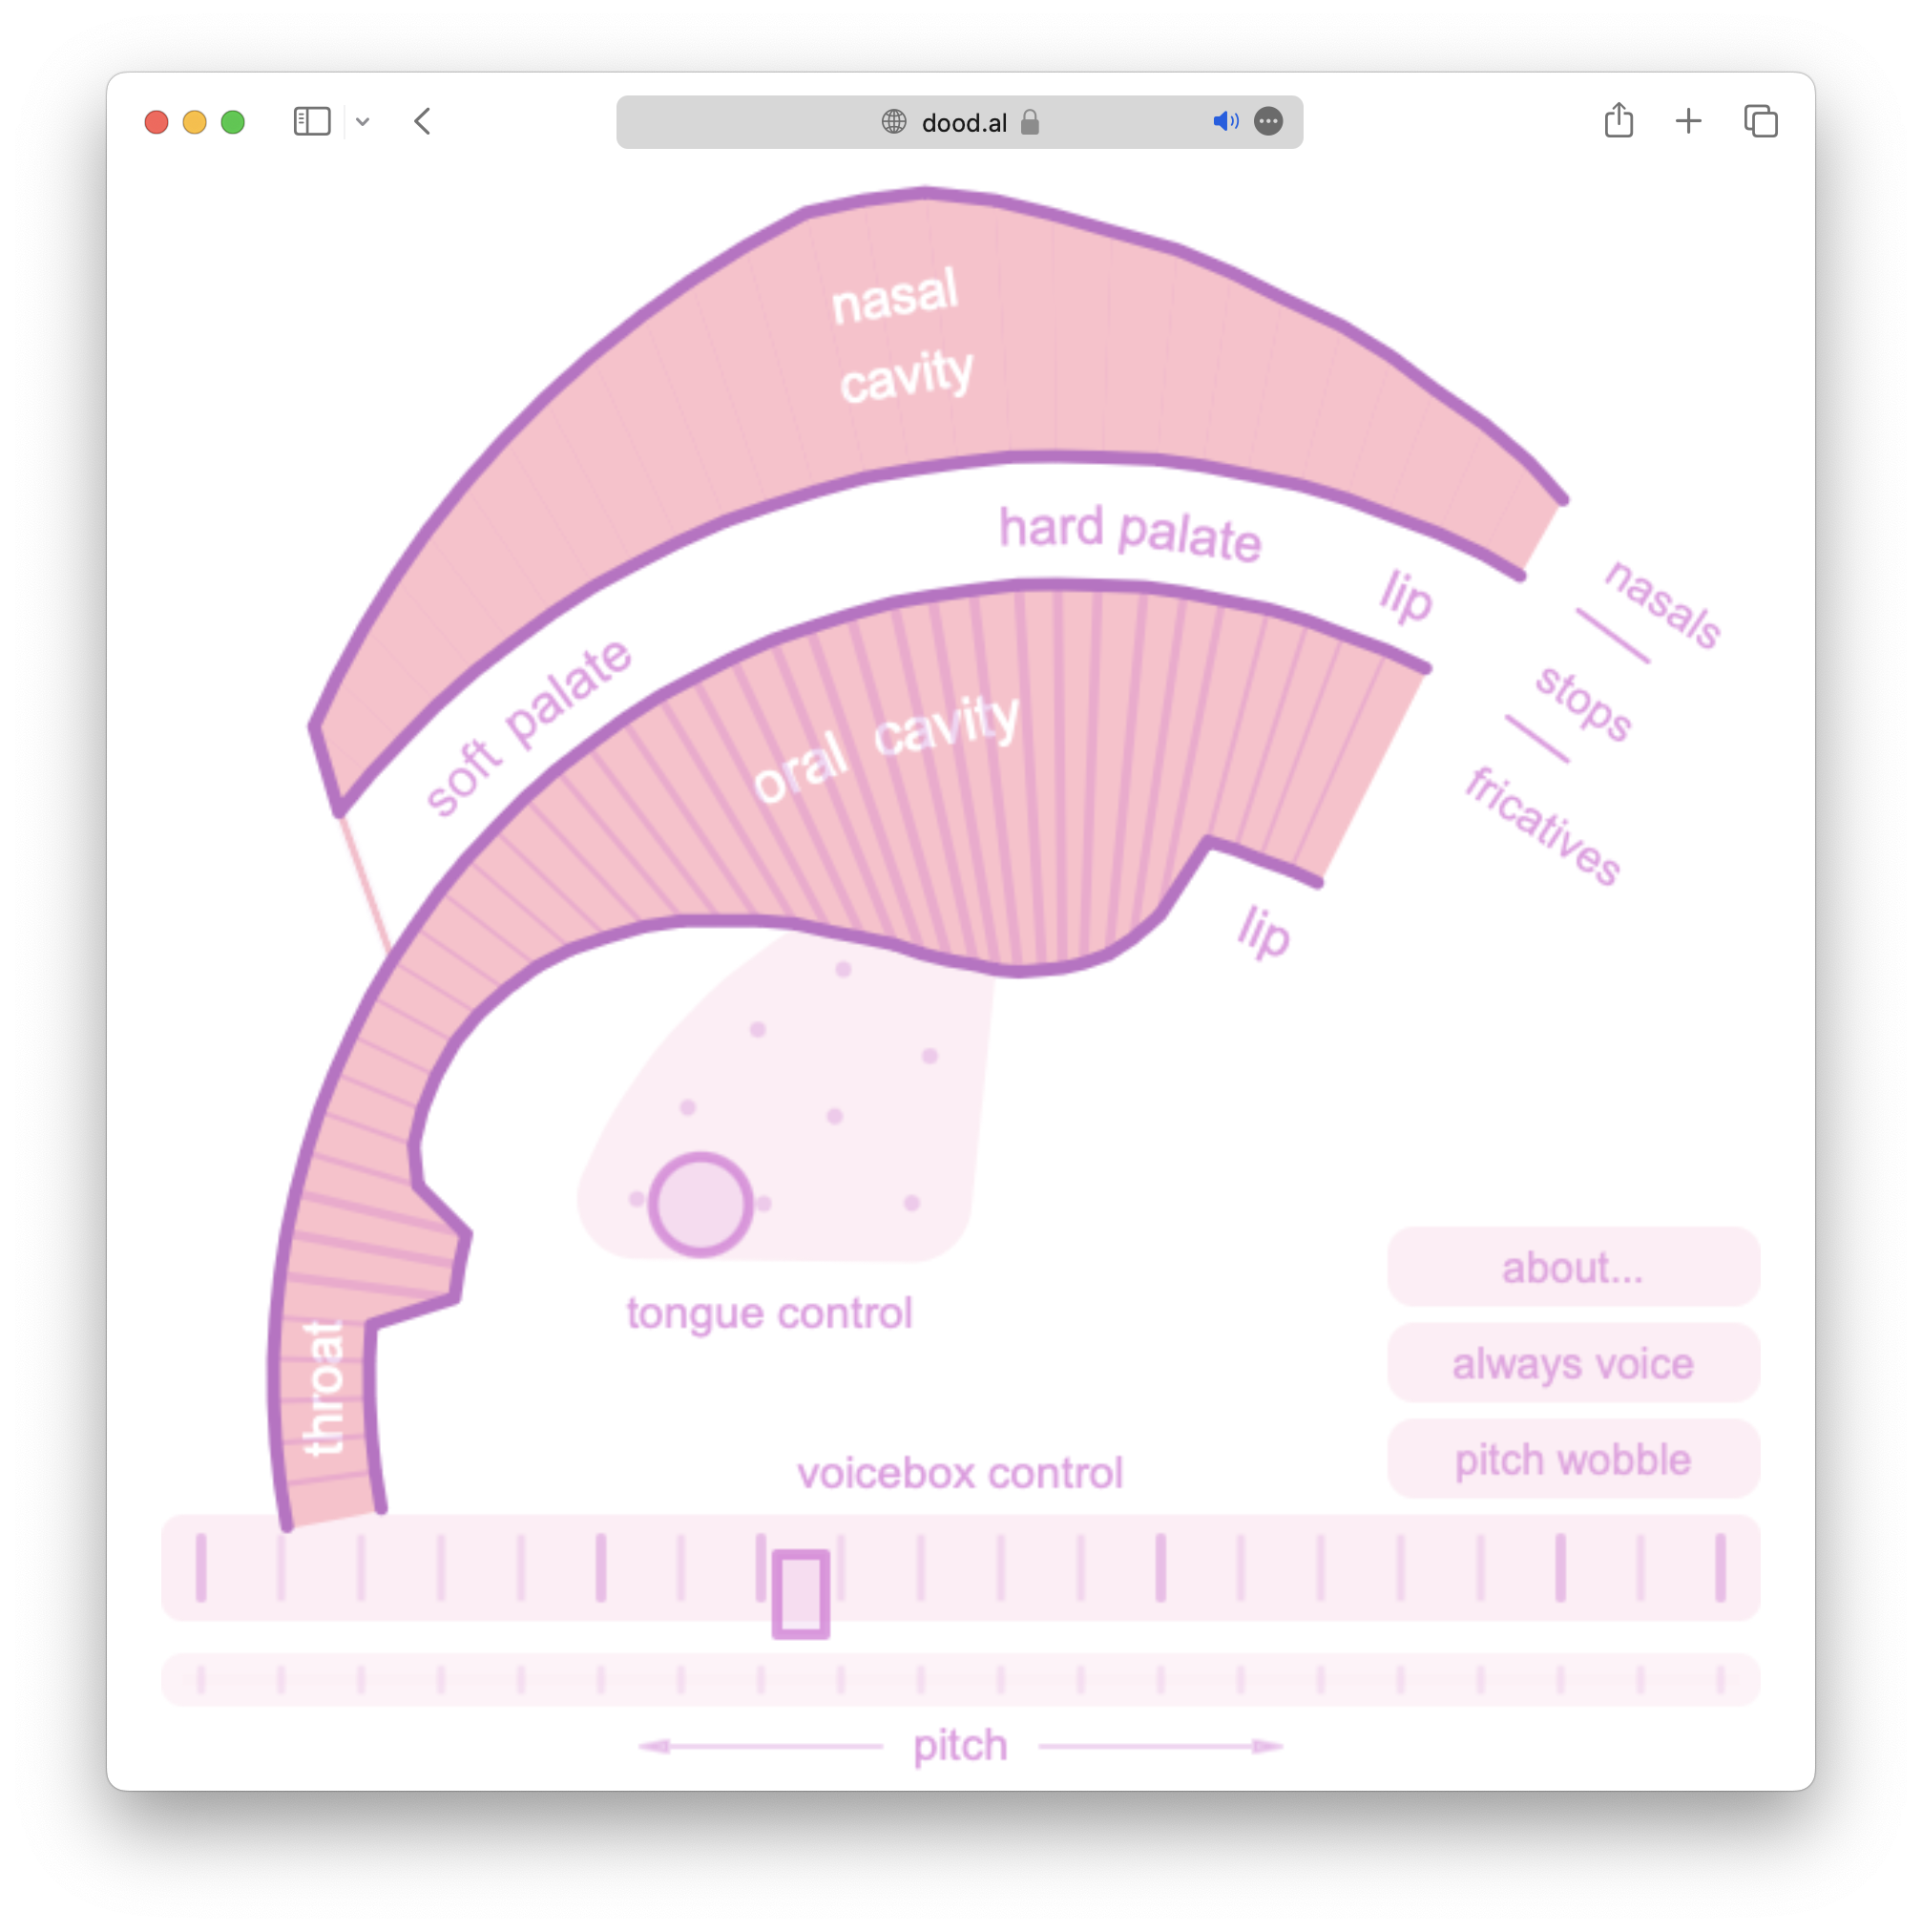 dood.al
nasal
cavity
hard palate
lip
nasals
soft palate
stops
oral cavity
fricatives
lip
about...
tongue control
always voice
throat
pitch wobble
voicebox control
pitch